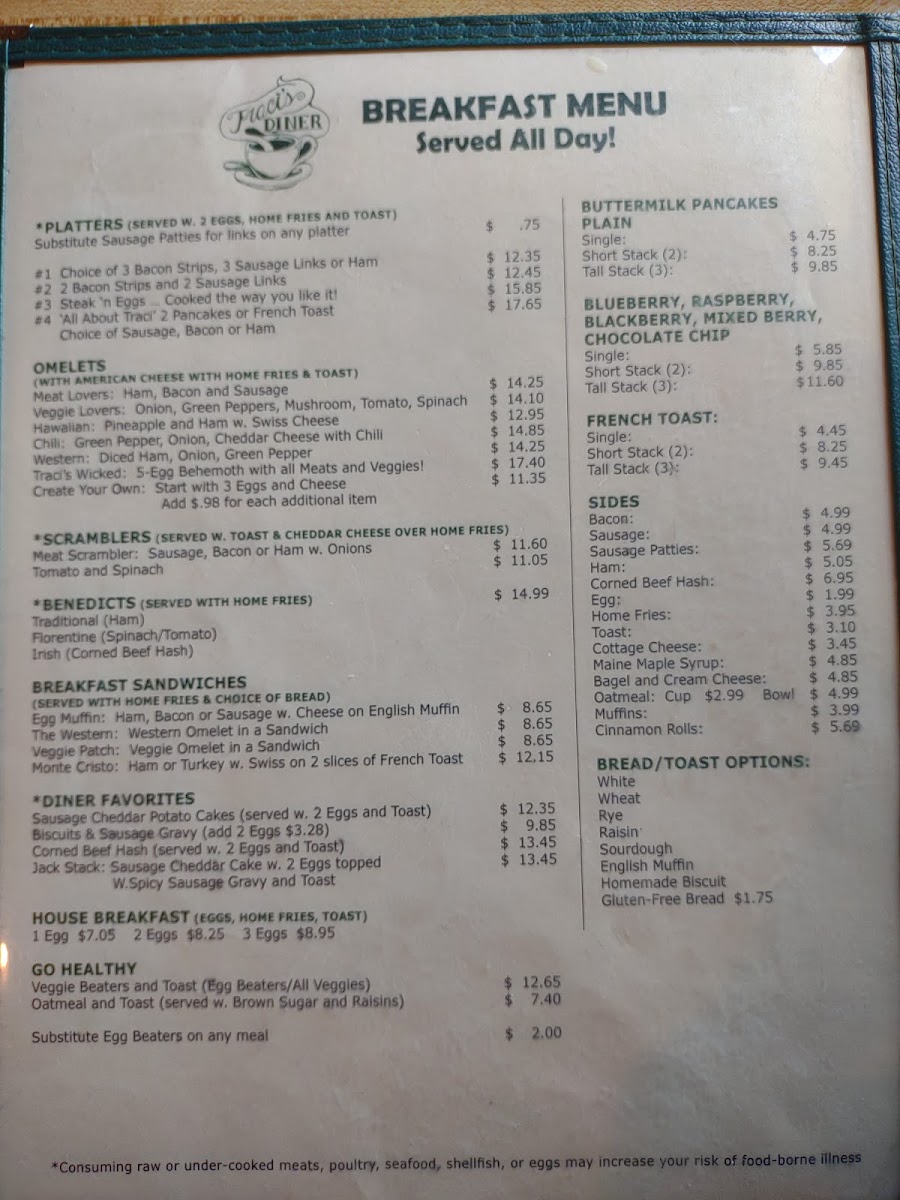 Traci's
DINER
BREAKFAST MENU
Served All Day!
*PLATTERS (SERVED W. 2 EGGS, HOME FRIES AND TOAST)
Substitute Sausage Patties for links on any platter $ .75
#1 Choice of 3 Bacon Strips, 3 Sausage Links or Ham $ 12.35
#2 2 Bacon Strips and 2 Sausage Links $ 12.45
#3 Steak 'n Eggs ... Cooked the way you like it! $ 15.85
#4 'All About Traci' 2 Pancakes or French Toast $ 17.65
Choice of Sausage, Bacon or Ham
OMELETS
(WITH AMERICAN CHEESE WITH HOME FRIES & TOAST)
Meat Lovers: Ham, Bacon and Sausage $ 14.25
Veggie Lovers: Onion, Green Peppers, Mushroom, Tomato, Spinach $ 14.10
Hawaiian: Pineapple and Ham w. Swiss Cheese $ 12.95
Chili: Green Pepper, Onion, Cheddar Cheese with Chili $ 14.85
Western: Diced Ham, Onion, Green Pepper $ 14.25
Traci's Wicked: 5-Egg Behemoth with all Meats and Veggies! $ 17.40
Create Your Own: Start with 3 Eggs and Cheese $ 11.35
Add $.98 for each additional item
*SCRAMBLERS (SERVED W. TOAST & CHEDDAR CHEESE OVER HOME FRIES)
Meat Scrambler: Sausage, Bacon or Ham w. Onions $ 11.60
Tomato and Spinach $ 11.05
*BENEDICTS (SERVED WITH HOME FRIES) $ 14.99
Traditional (Ham)
Florentine (Spinach/Tomato)
Irish (Corned Beef Hash)
BREAKFAST SANDWICHES
(SERVED WITH HOME FRIES & CHOICE OF BREAD)
Egg Muffin: Ham, Bacon or Sausage w. Cheese on English Muffin $ 8.65
The Western: Western Omelet in a Sandwich $ 8.65
Veggie Patch: Veggie Omelet in a Sandwich $ 8.65
Monte Cristo: Ham or Turkey w. Swiss on 2 slices of French Toast $ 12.15
*DINER FAVORITES
Sausage Cheddar Potato Cakes (served w. 2 Eggs and Toast) $ 12.35
Biscuits & Sausage Gravy (add 2 Eggs $3.28) $ 9.85
Corned Beef Hash (served w. 2 Eggs and Toast) $ 13.45
Jack Stack: Sausage Cheddar Cake w. 2 Eggs topped $ 13.45
W.Spicy Sausage Gravy and Toast
HOUSE BREAKFAST (EGGS, HOME FRIES, TOAST)
1 Egg $7.05 2 Eggs $8.25 3 Eggs $8.95
GO HEALTHY
Veggie Beaters and Toast (Egg Beaters/All Veggies) $ 12.65
Oatmeal and Toast (served w. Brown Sugar and Raisins) $ 7.40
Substitute Egg Beaters on any meal $ 2.00
BUTTERMILK PANCAKES
PLAIN
Single: $ 4.75
Short Stack (2): $ 8.25
Tall Stack (3): $ 9.85
BLUEBERRY, RASPBERRY,
BLACKBERRY, MIXED BERRY,
CHOCOLATE CHIP
Single: $ 5.85
Short Stack (2): $ 9.85
Tall Stack (3): $11.60
FRENCH TOAST:
Single: $ 4.45
Short Stack (2): $ 8.25
Tall Stack (3): $ 9.45
SIDES
Bacon: $ 4.99
Sausage: $ 4.99
Sausage Patties: $ 5.69
Ham: $ 5.05
Corned Beef Hash: $ 6.95
Egg: $ 1.99
Home Fries: $ 3.95
Toast: $ 3.10
Cottage Cheese: $ 3.45
Maine Maple Syrup: $ 4.85
Bagel and Cream Cheese: $ 4.85
Oatmeal: Cup $2.99 Bowl $ 4.99
Muffins: $ 3.99
Cinnamon Rolls: $ 5.69
BREAD/TOAST OPTIONS:
White
Wheat
Rye
Raisin
Sourdough
English Muffin
Homemade Biscuit
Gluten-Free Bread $1.75
*Consuming raw or under-cooked meats, poultry, seafood, shellfish, or eggs may increase your risk of food-borne illness